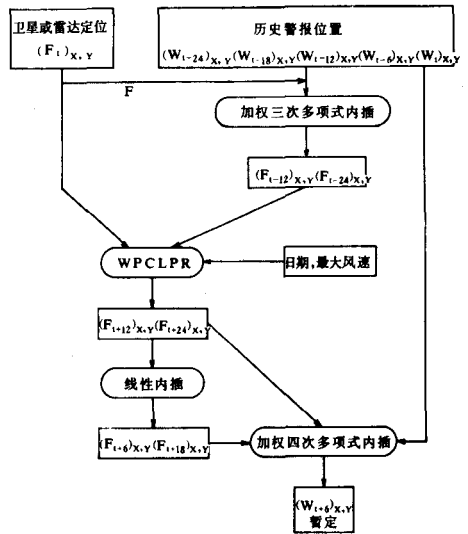 卫星或雷达定位
(Fₜ)X,Y
历史警报位置
(Wₜ₋₂₄)X,Y(Wₜ₋₁₈)X,Y(Wₜ₋₁₂)X,Y(Wₜ₋₆)X,Y(Wₜ)X,Y
F
加权三次多项式内插
(Fₜ₋₁₂)X,Y(Fₜ₋₂₄)X,Y
WPCLPR
日期,最大风速
(Fₜ₊₁₂)X,Y(Fₜ₊₂₄)X,Y
线性内插
(Fₜ₊₆)X,Y(Fₜ₊₁₈)X,Y
加权四次多项式内插
(Wₜ₊₆)X,Y
暂定